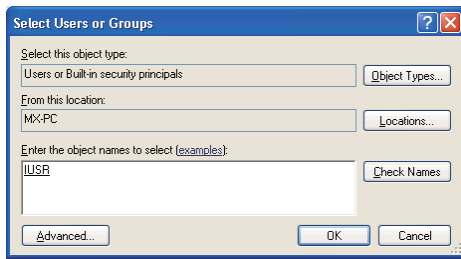 Select Users or Groups
Select this object type:
Users or Built-in security principals
Object Types...
From this location:
MX-PC
Locations...
Enter the object names to select (examples):
IUSR
Check Names
Advanced...
OK
Cancel